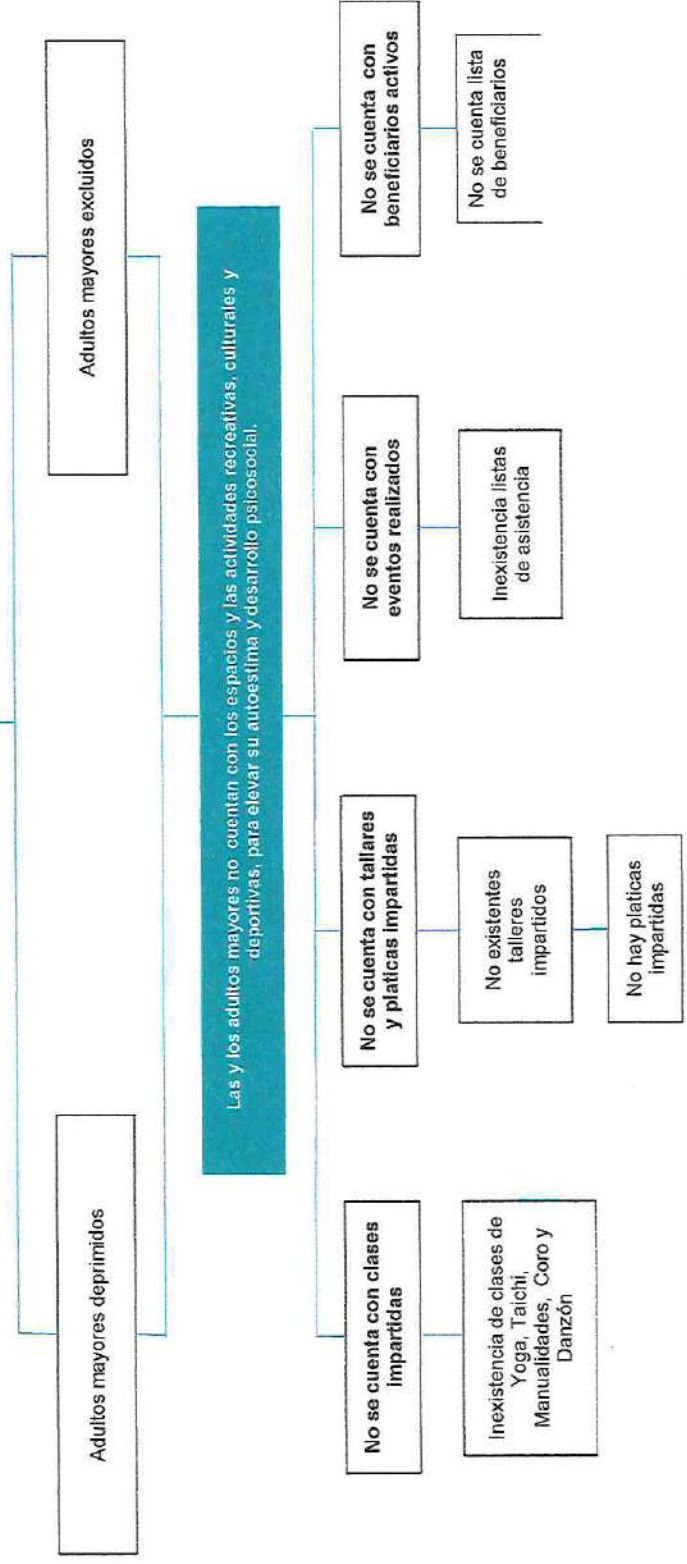 Adultos mayores deprimidos
Adultos mayores excluidos
Las y los adultos mayores no cuentan con los espacios y las actividades recreativas, culturales y
deportivas, para elevar su autoestima y desarrollo psicosocial.
No se cuenta con clases
impartidas
No se cuenta con tallares
y platicas impartidas
No se cuenta con
eventos realizados
No se cuenta con
beneficiarios activos
Inexistencia de clases de
Yoga, Taichi,
Manualidades, Coro y
Danzón
No existentes
talleres
impartidos
Inexistencia listas
de asistencia
No se cuenta lista
de beneficiarios
No hay platicas
impartidas